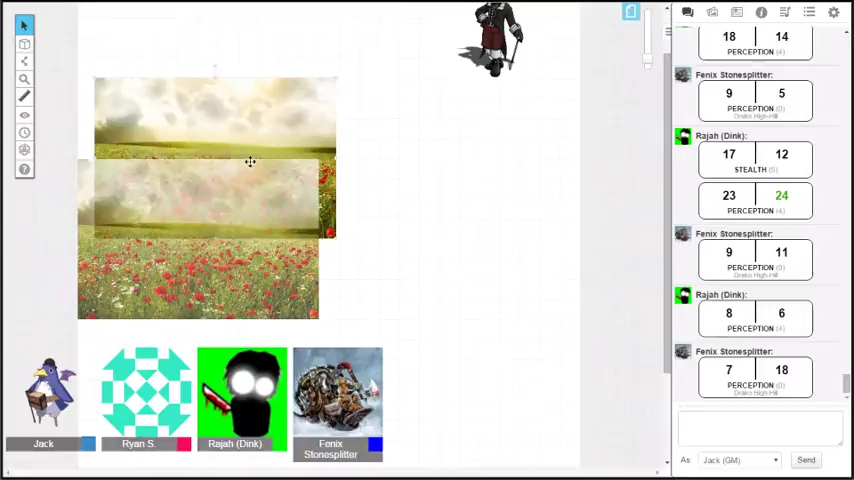 18 14
PERCEPTION (4)
Fenix Stonesplitter:
9 5
PERCEPTION (0)
Drako High-Hill
Rajah (Dink):
17 12
STEALTH (5)
23 24
PERCEPTION (4)
Fenix Stonesplitter:
9 11
PERCEPTION (0)
Drako High-Hill
Rajah (Dink):
8 6
PERCEPTION (4)
Fenix Stonesplitter:
7 18
PERCEPTION (0)
Drako High-Hill
Jack
Ryan S.
Rajah (Dink)
Fenix
Stonesplitter
As: Jack (GM) Send